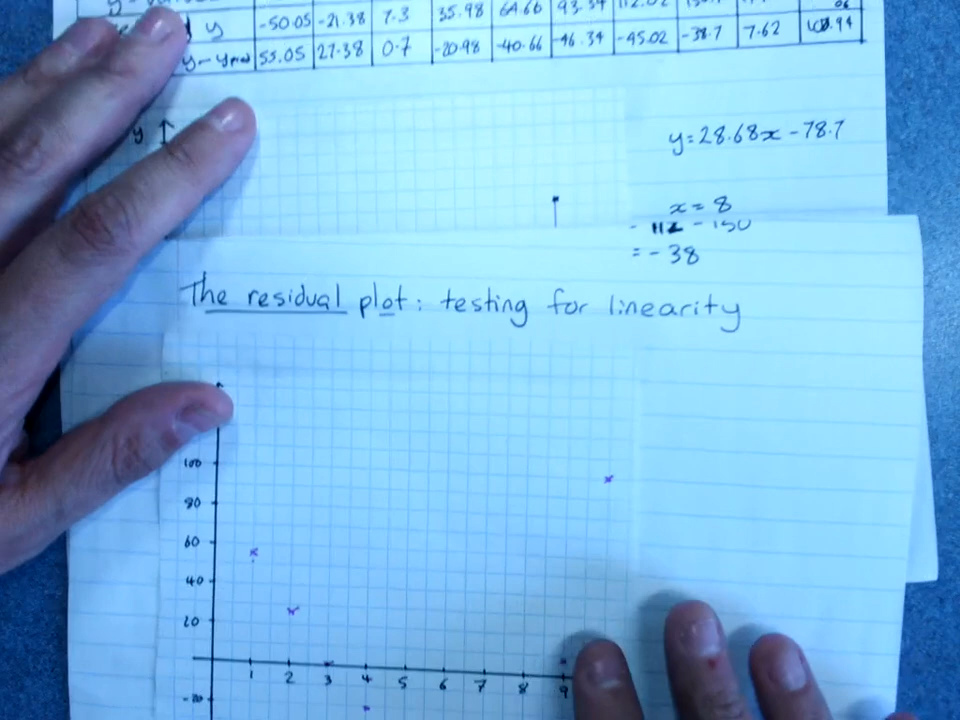 y
-50.05 -21.38 7.3 35.98 64.66 93.34
y - ypred 55.05 27.38 0.7 -20.98 -40.66 -46.34 -45.02 -38.7 7.62
y
y = 28.68x - 78.7
x = 8
- 112 - 150
= - 38
The residual plot : testing for linearity
100
80
60
40
20
1 2 3 4 5 6 7 8 9
-20